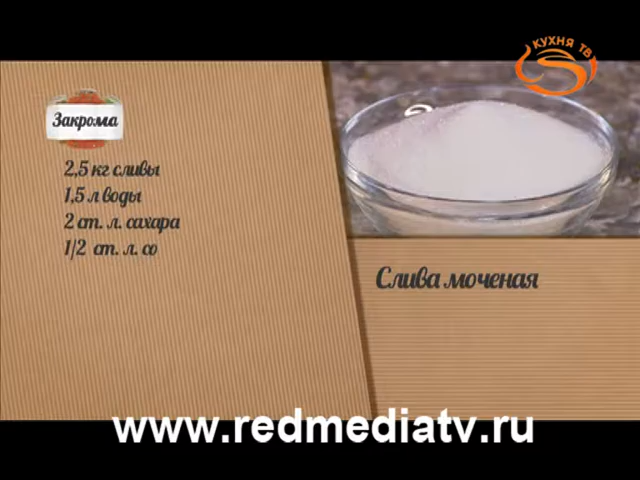 КУХНЯ ТВ
Закрома
2,5 кг сливы
1,5 л воды
2 ст. л. сахара
1/2 ст. л. со
Слива моченая
www.redmediatv.ru